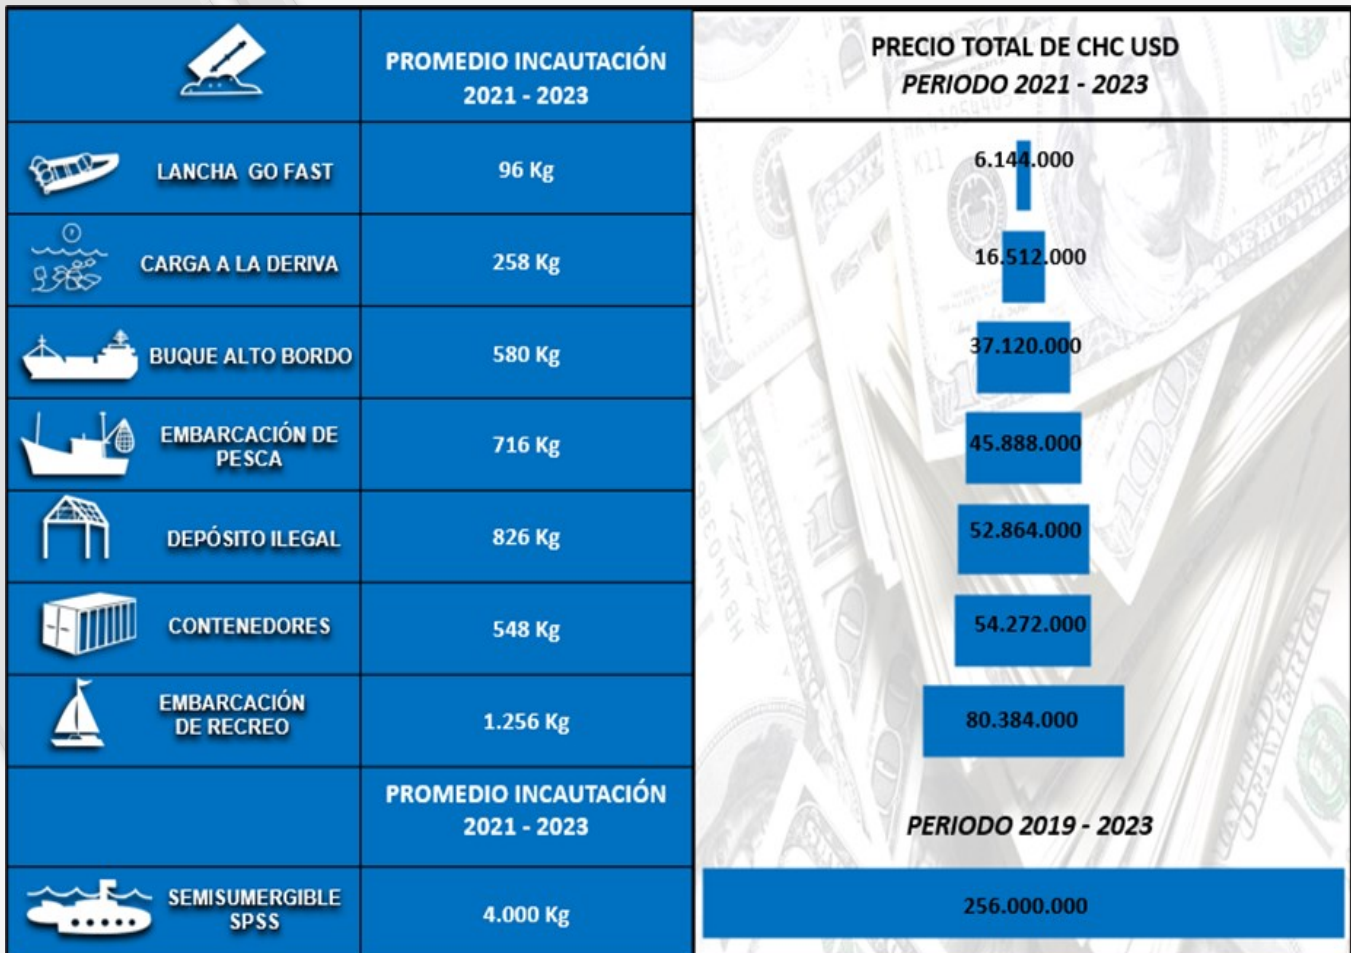 PROMEDIO INCAUTACIÓN
2021 - 2023
PRECIO TOTAL DE CHC USD
PERIODO 2021 - 2023
LANCHA GO FAST
96 Kg
6.144.000
CARGA A LA DERIVA
258 Kg
16.512.000
BUQUE ALTO BORDO
580 Kg
37.120.000
EMBARCACIÓN DE
PESCA
716 Kg
45.888.000
DEPÓSITO ILEGAL
826 Kg
52.864.000
CONTENEDORES
548 Kg
54.272.000
EMBARCACIÓN
DE RECREO
1.256 Kg
80.384.000
PROMEDIO INCAUTACIÓN
2021 - 2023
PERIODO 2019 - 2023
SEMISUMERGIBLE
SPSS
4.000 Kg
256.000.000